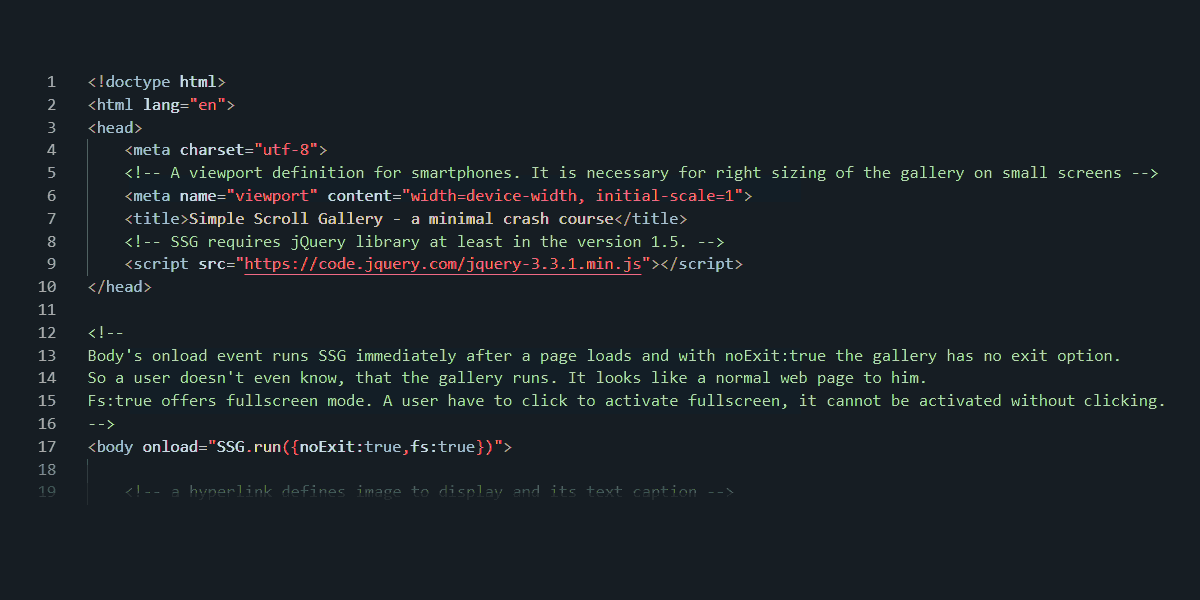 1 <!doctype html>
2 <html lang="en">
3 <head>
4 <meta charset="utf-8">
5 <!-- A viewport definition for smartphones. It is necessary for right sizing of the gallery on small screens -->
6 <meta name="viewport" content="width=device-width, initial-scale=1">
7 <title>Simple Scroll Gallery - a minimal crash course</title>
8 <!-- SSG requires jQuery library at least in the version 1.5. -->
9 <script src="https://code.jquery.com/jquery-3.3.1.min.js"></script>
10 </head>
11
12 <!--
13 Body's onload event runs SSG immediately after a page loads and with noExit:true the gallery has no exit option.
14 So a user doesn't even know, that the gallery runs. It looks like a normal web page to him.
15 Fs:true offers fullscreen mode. A user have to click to activate fullscreen, it cannot be activated without clicking.
16 -->
17 <body onload="SSG.run({noExit:true,fs:true})">
18
19 <!-- a hyperlink defines image to display and its text caption -->